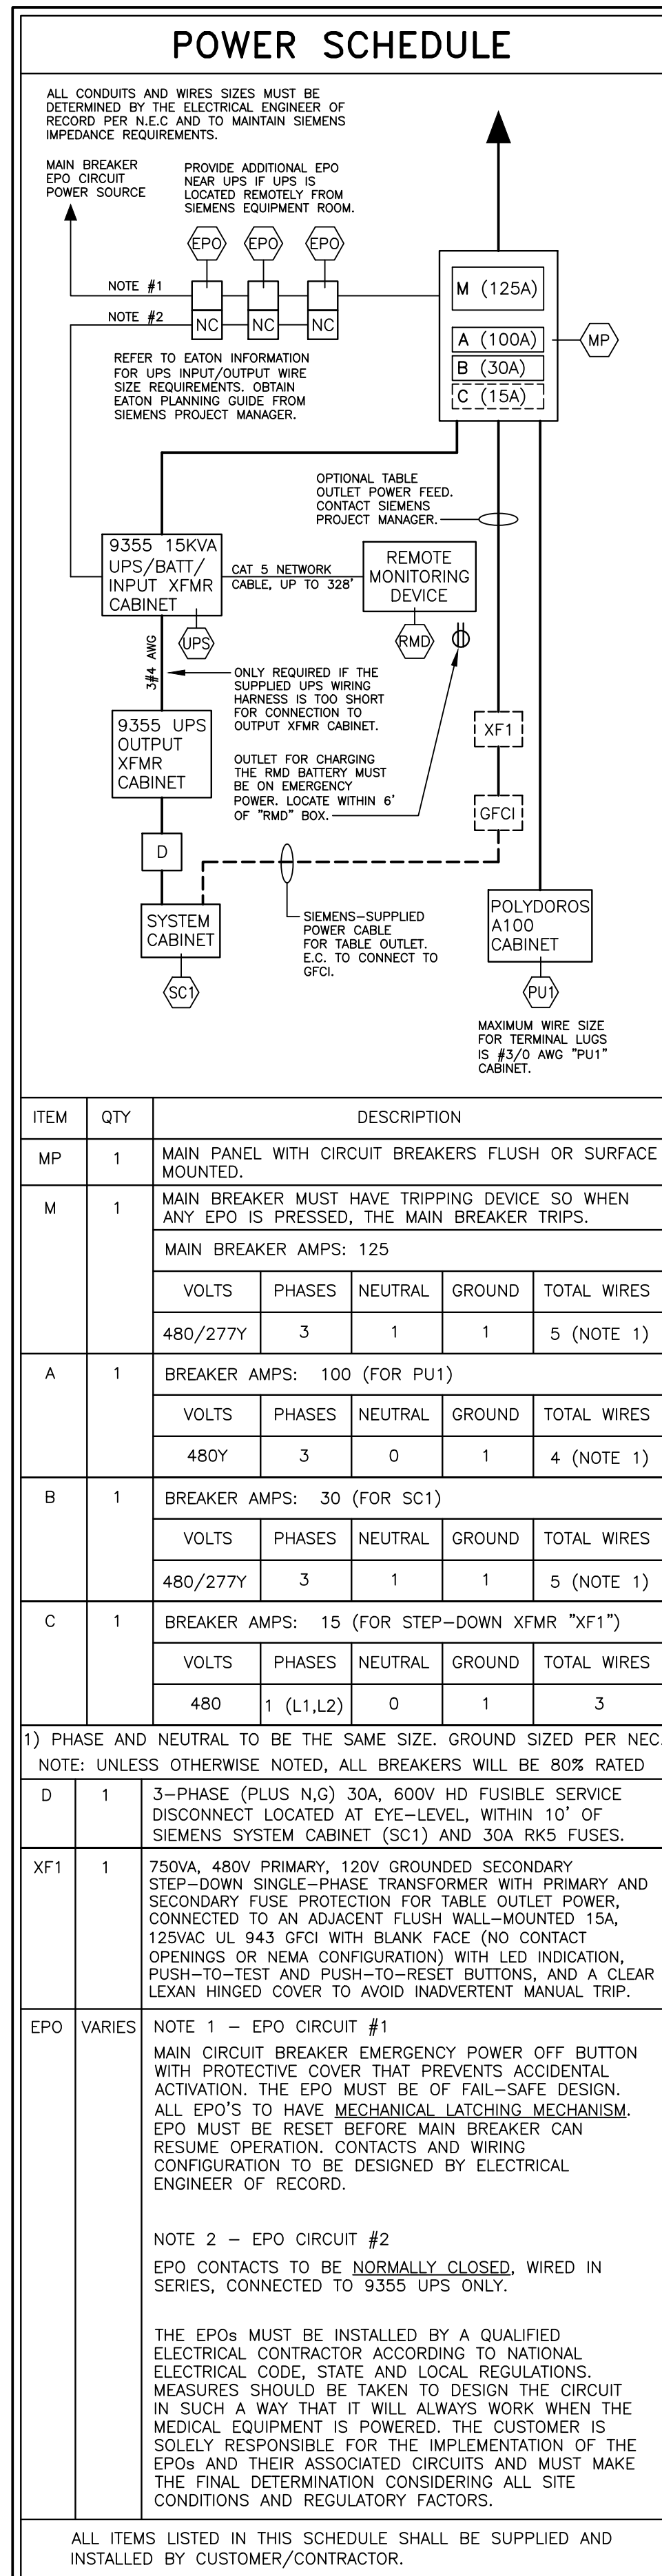 POWER SCHEDULE
ALL CONDUITS AND WIRES SIZES MUST BE
DETERMINED BY THE ELECTRICAL ENGINEER OF
RECORD PER N.E.C AND TO MAINTAIN SIEMENS
IMPEDANCE REQUIREMENTS.
MAIN BREAKER
EPO CIRCUIT
POWER SOURCE
PROVIDE ADDITIONAL EPO
NEAR UPS IF UPS IS
LOCATED REMOTELY FROM
SIEMENS EQUIPMENT ROOM.
EPO EPO EPO
NOTE #1
NOTE #2
NC NC NC
M (125A)
A (100A)
B (30A)
C (15A)
MP
REFER TO EATON INFORMATION
FOR UPS INPUT/OUTPUT WIRE
SIZE REQUIREMENTS. OBTAIN
EATON PLANNING GUIDE FROM
SIEMENS PROJECT MANAGER.
OPTIONAL TABLE
OUTLET POWER FEED.
CONTACT SIEMENS
PROJECT MANAGER.
9355 15KVA
UPS/BATT/
INPUT XFMR
CABINET
CAT 5 NETWORK
CABLE, UP TO 328'
REMOTE
MONITORING
DEVICE
UPS
RMD
3#4 AWG
ONLY REQUIRED IF THE
SUPPLIED UPS WIRING
HARNESS IS TOO SHORT
FOR CONNECTION TO
OUTPUT XFMR CABINET.
9355 UPS
OUTPUT
XFMR
CABINET
XF1
OUTLET FOR CHARGING
THE RMD BATTERY MUST
BE ON EMERGENCY
POWER. LOCATE WITHIN 6'
OF "RMD" BOX.
GFCI
D
SYSTEM
CABINET
SC1
SIEMENS-SUPPLIED
POWER CABLE
FOR TABLE OUTLET.
E.C. TO CONNECT TO
GFCI.
POLYDOROS
A100
CABINET
PU1
MAXIMUM WIRE SIZE
FOR TERMINAL LUGS
IS #3/0 AWG "PU1"
CABINET.
ITEM QTY DESCRIPTION
MP 1 MAIN PANEL WITH CIRCUIT BREAKERS FLUSH OR SURFACE
MOUNTED.
M 1 MAIN BREAKER MUST HAVE TRIPPING DEVICE SO WHEN
ANY EPO IS PRESSED, THE MAIN BREAKER TRIPS.
MAIN BREAKER AMPS: 125
VOLTS PHASES NEUTRAL GROUND TOTAL WIRES
480/277Y 3 1 1 5 (NOTE 1)
A 1 BREAKER AMPS: 100 (FOR PU1)
VOLTS PHASES NEUTRAL GROUND TOTAL WIRES
480Y 3 0 1 4 (NOTE 1)
B 1 BREAKER AMPS: 30 (FOR SC1)
VOLTS PHASES NEUTRAL GROUND TOTAL WIRES
480/277Y 3 1 1 5 (NOTE 1)
C 1 BREAKER AMPS: 15 (FOR STEP-DOWN XFMR "XF1")
VOLTS PHASES NEUTRAL GROUND TOTAL WIRES
480 1 (L1,L2) 0 1 3
1) PHASE AND NEUTRAL TO BE THE SAME SIZE. GROUND SIZED PER NEC.
NOTE: UNLESS OTHERWISE NOTED, ALL BREAKERS WILL BE 80% RATED
D 1 3-PHASE (PLUS N,G) 30A, 600V HD FUSIBLE SERVICE
DISCONNECT LOCATED AT EYE-LEVEL, WITHIN 10' OF
SIEMENS SYSTEM CABINET (SC1) AND 30A RK5 FUSES.
XF1 1 750VA, 480V PRIMARY, 120V GROUNDED SECONDARY
STEP-DOWN SINGLE-PHASE TRANSFORMER WITH PRIMARY AND
SECONDARY FUSE PROTECTION FOR TABLE OUTLET POWER,
CONNECTED TO AN ADJACENT FLUSH WALL-MOUNTED 15A,
125VAC UL 943 GFCI WITH BLANK FACE (NO CONTACT
OPENINGS OR NEMA CONFIGURATION) WITH LED INDICATION,
PUSH-TO-TEST AND PUSH-TO-RESET BUTTONS, AND A CLEAR
LEXAN HINGED COVER TO AVOID INADVERTENT MANUAL TRIP.
EPO VARIES NOTE 1 - EPO CIRCUIT #1
MAIN CIRCUIT BREAKER EMERGENCY POWER OFF BUTTON
WITH PROTECTIVE COVER THAT PREVENTS ACCIDENTAL
ACTIVATION. THE EPO MUST BE OF FAIL-SAFE DESIGN.
ALL EPO'S TO HAVE MECHANICAL LATCHING MECHANISM.
EPO MUST BE RESET BEFORE MAIN BREAKER CAN
RESUME OPERATION. CONTACTS AND WIRING
CONFIGURATION TO BE DESIGNED BY ELECTRICAL
ENGINEER OF RECORD.
NOTE 2 - EPO CIRCUIT #2
EPO CONTACTS TO BE NORMALLY CLOSED, WIRED IN
SERIES, CONNECTED TO 9355 UPS ONLY.
THE EPOs MUST BE INSTALLED BY A QUALIFIED
ELECTRICAL CONTRACTOR ACCORDING TO NATIONAL
ELECTRICAL CODE, STATE AND LOCAL REGULATIONS.
MEASURES SHOULD BE TAKEN TO DESIGN THE CIRCUIT
IN SUCH A WAY THAT IT WILL ALWAYS WORK WHEN THE
MEDICAL EQUIPMENT IS POWERED. THE CUSTOMER IS
SOLELY RESPONSIBLE FOR THE IMPLEMENTATION OF THE
EPOs AND THEIR ASSOCIATED CIRCUITS AND MUST MAKE
THE FINAL DETERMINATION CONSIDERING ALL SITE
CONDITIONS AND REGULATORY FACTORS.
ALL ITEMS LISTED IN THIS SCHEDULE SHALL BE SUPPLIED AND
INSTALLED BY CUSTOMER/CONTRACTOR.